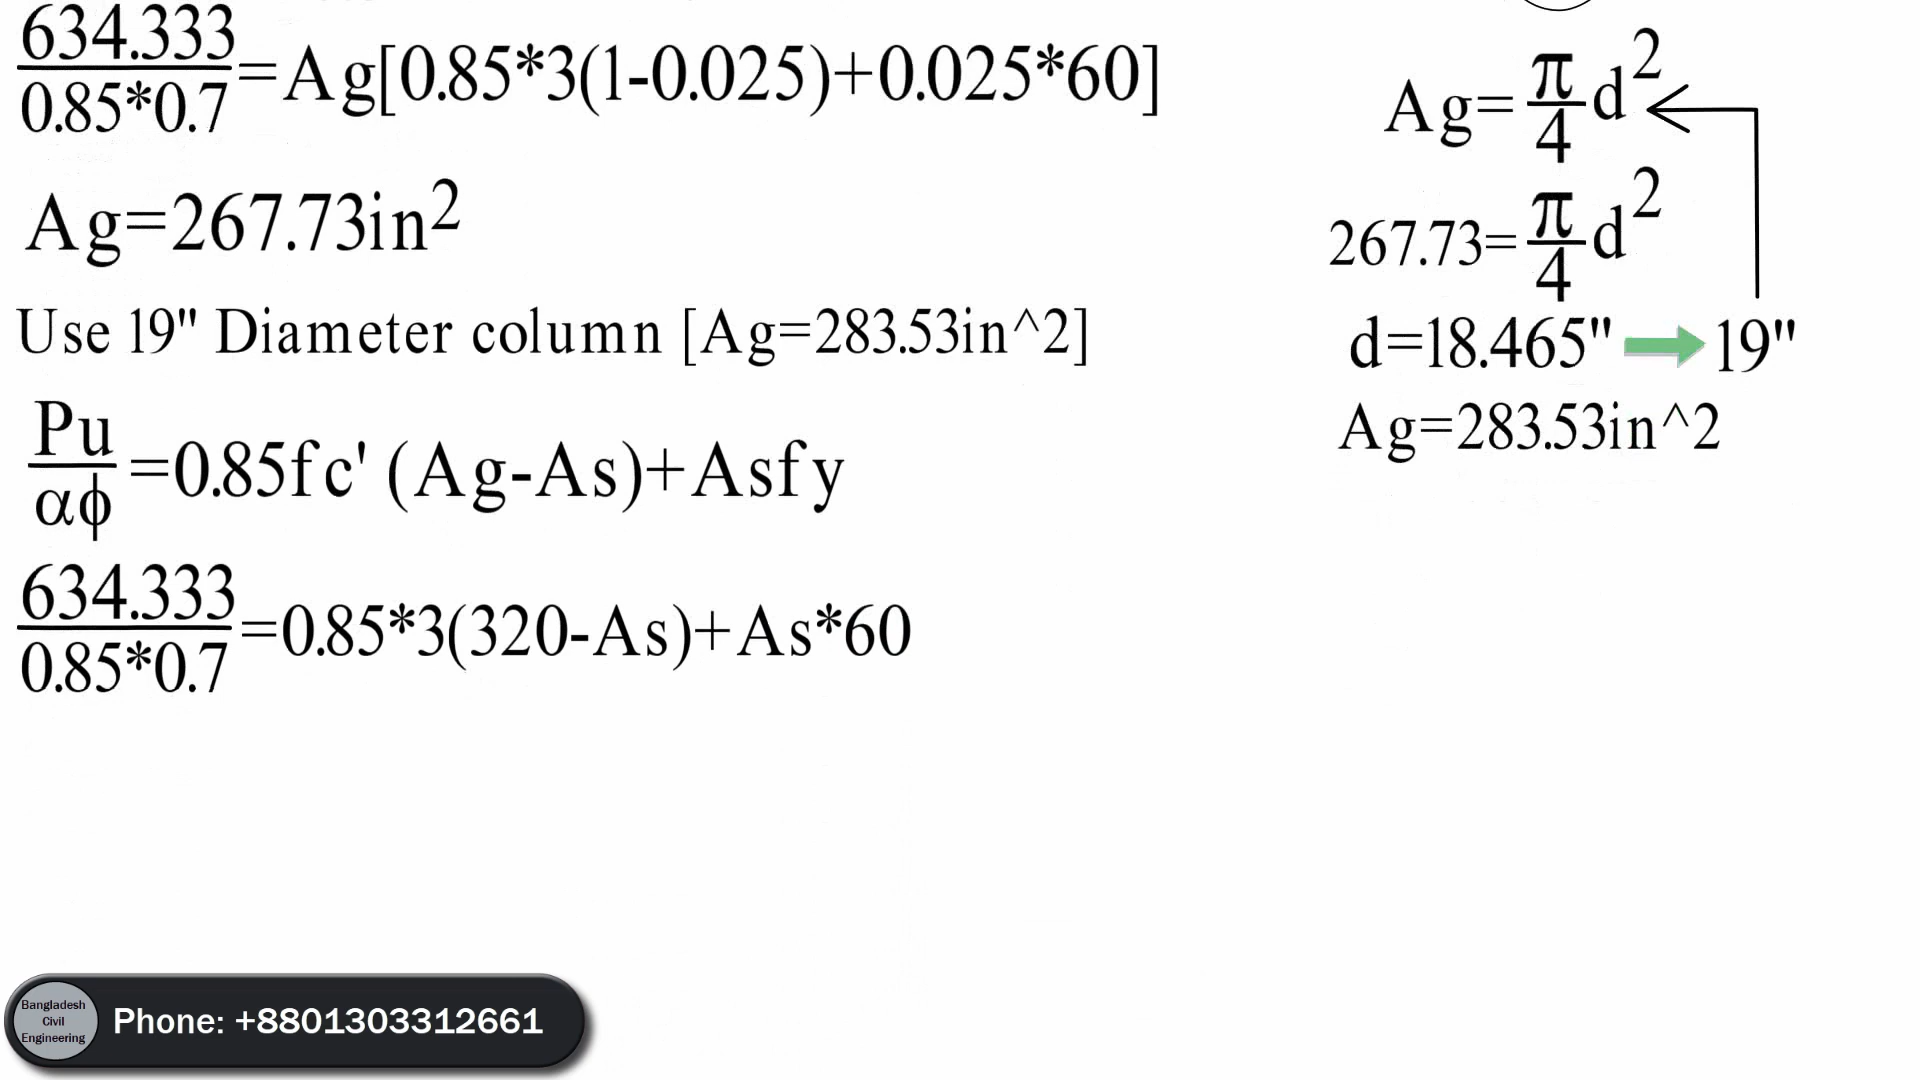 634.333
0.85*0.7
=Ag[0.85*3(1-0.025)+0.025*60]
Ag=267.73in2
Use 19" Diameter column [Ag=283.53in^2]
Pu
αϕ
=0.85fc' (Ag-As)+Asfy
634.333
0.85*0.7
=0.85*3(320-As)+As*60
Ag=π/4 d2
267.73=π/4 d2
d=18.465" 19"
Ag=283.53in^2
Bangladesh
Civil
Engineering
Phone: +8801303312661